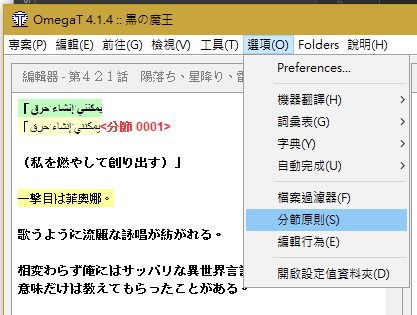 OmegaT 4.1.4 :: 黒の魔王
專案(P) 編輯(E) 前往(G) 檢視(V) 工具(T) 選項(O) Folders 說明(H)
編輯器 - 第４２１話　陽落ち、星降り、
Preferences...
機器翻譯(H)
詞彙表(G)
字典(Y)
自動完成(U)
檔案過濾器(F)
分節原則(S)
編輯行為(E)
開啟設定值資料夾(D)
「يمكنني إنشاء حرق
「يمكنني إنشاء حرق<分節 0001>
（私を燃やして創り出す）」
一撃目は菲奧娜。
歌うように流麗な詠唱が紡がれる。
相変わらず俺にはサッパリな異世界言
意味だけは教えてもらったことがある。